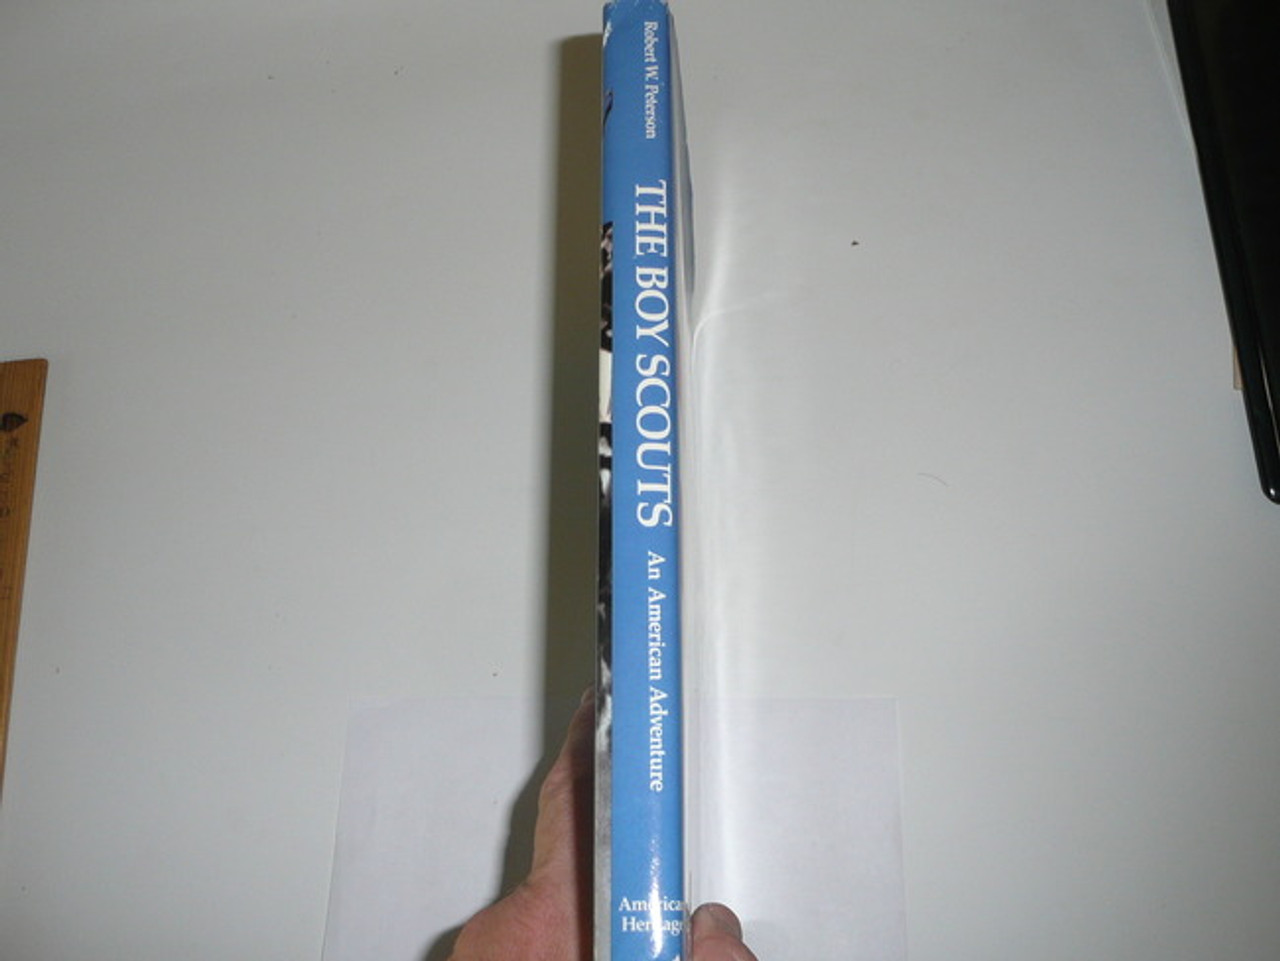 Robert W. Peterson
THE BOY SCOUTS
An American Adventure
American
Heritage